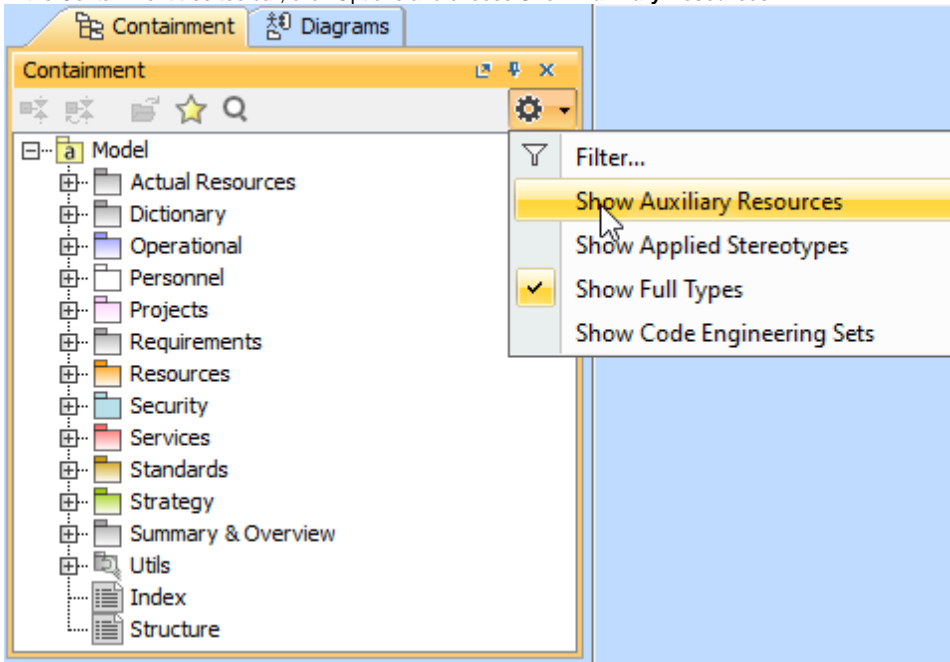 Containment Diagrams
Containment
Model
Actual Resources
Dictionary
Operational
Personnel
Projects
Requirements
Resources
Security
Services
Standards
Strategy
Summary & Overview
Utils
Index
Structure
Filter...
Show Auxiliary Resources
Show Applied Stereotypes
Show Full Types
Show Code Engineering Sets